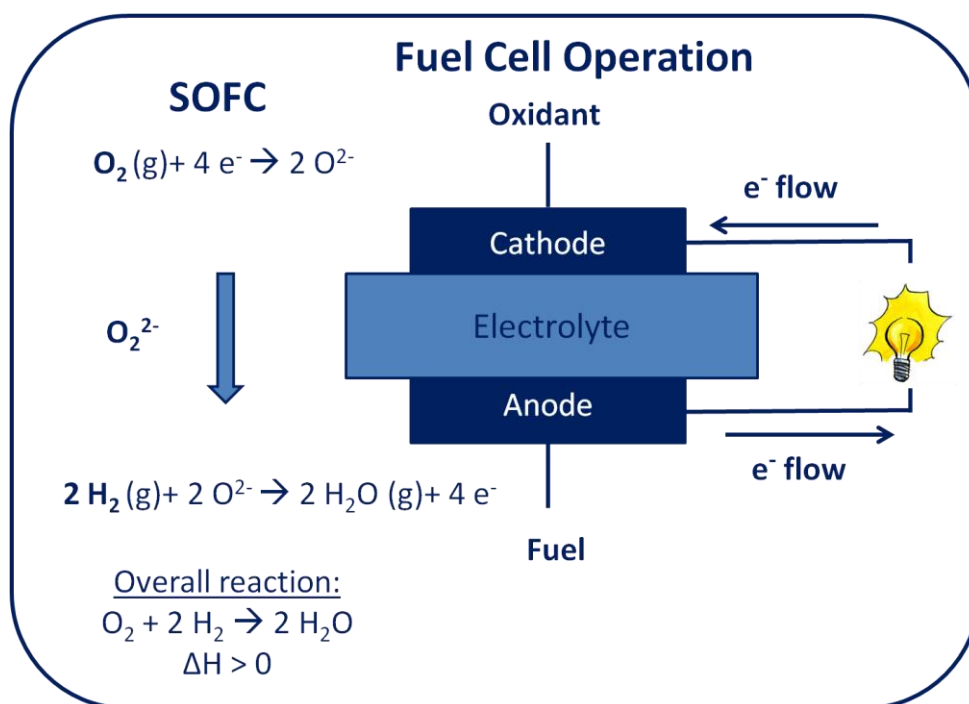 Fuel Cell Operation
SOFC
O₂ (g)+ 4 e⁻ → 2 O²⁻
O₂²⁻
2 H₂ (g)+ 2 O²⁻ → 2 H₂O (g)+ 4 e⁻
Overall reaction:
O₂ + 2 H₂ → 2 H₂O
ΔH > 0
Oxidant
e⁻ flow
Cathode
Electrolyte
Anode
e⁻ flow
Fuel